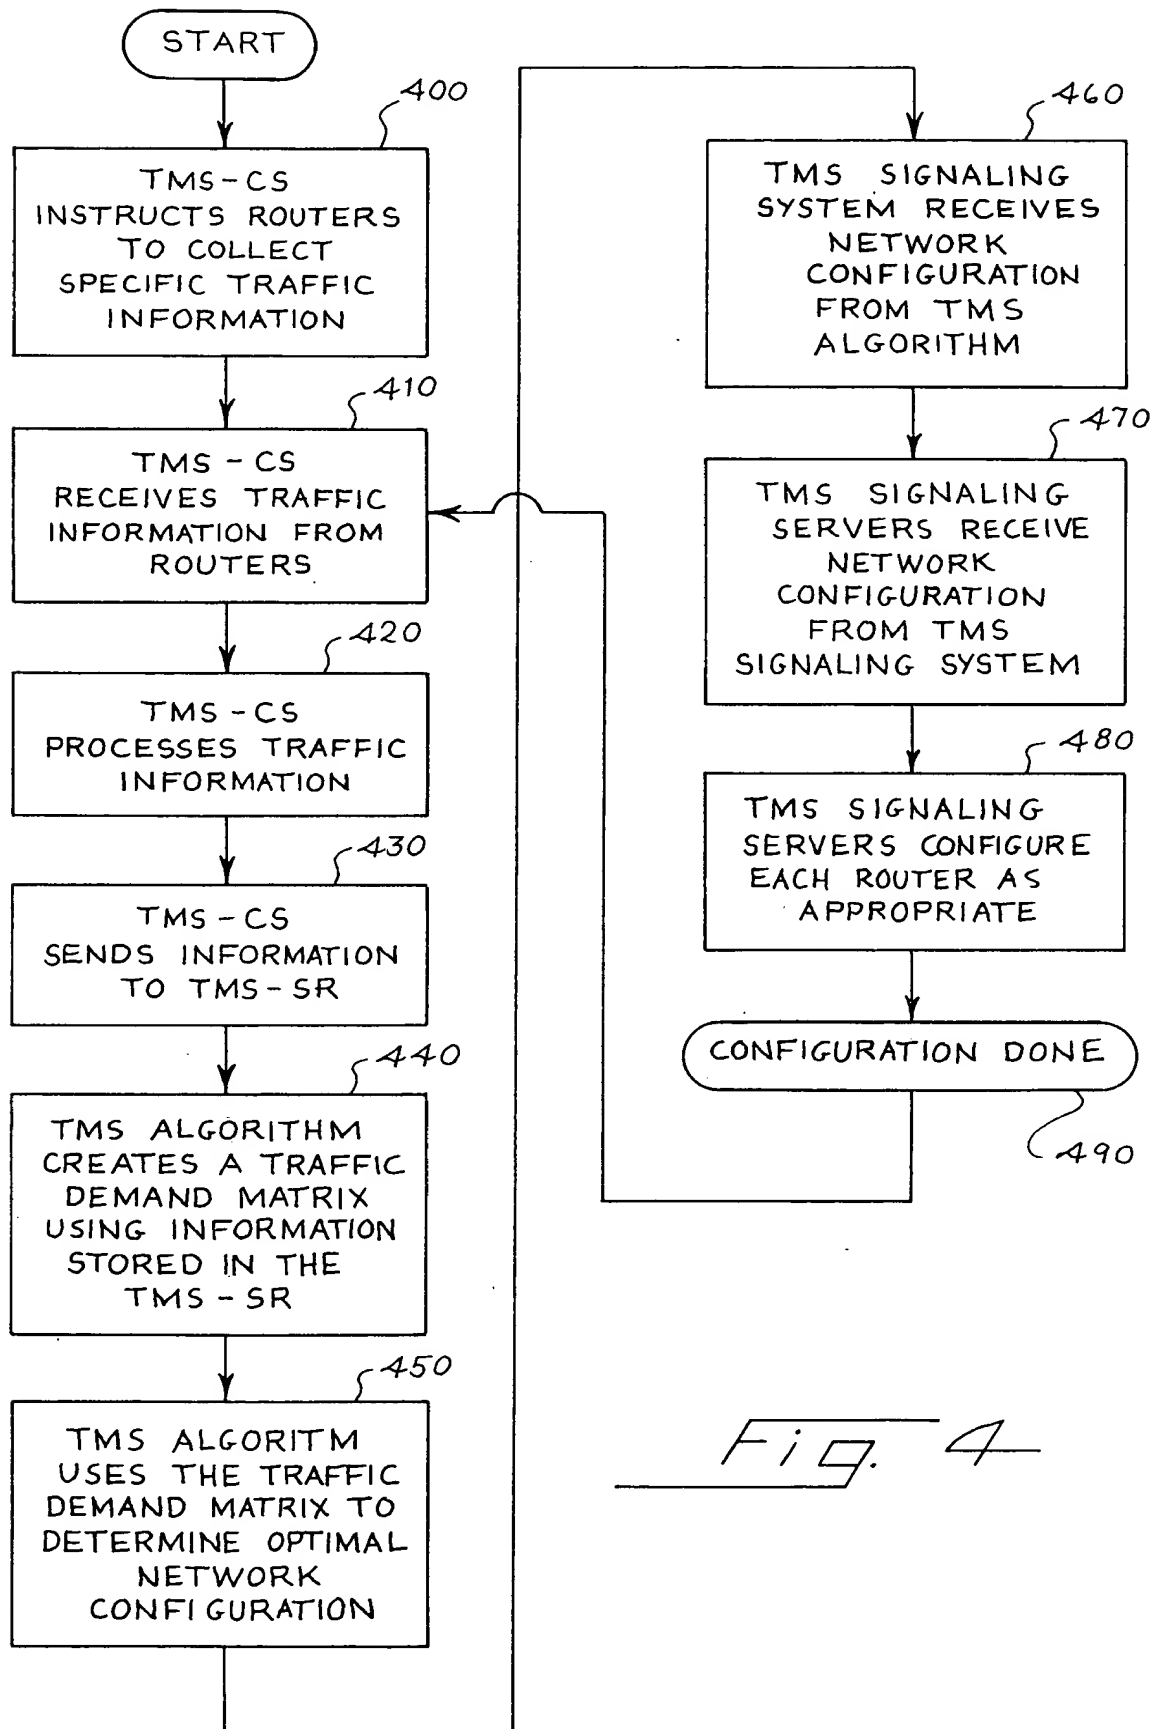 START
400
TMS-CS
INSTRUCTS ROUTERS
TO COLLECT
SPECIFIC TRAFFIC
INFORMATION
410
TMS-CS
RECEIVES TRAFFIC
INFORMATION FROM
ROUTERS
420
TMS-CS
PROCESSES TRAFFIC
INFORMATION
430
TMS-CS
SENDS INFORMATION
TO TMS-SR
440
TMS ALGORITHM
CREATES A TRAFFIC
DEMAND MATRIX
USING INFORMATION
STORED IN THE
TMS-SR
450
TMS ALGORITM
USES THE TRAFFIC
DEMAND MATRIX TO
DETERMINE OPTIMAL
NETWORK
CONFIGURATION
460
TMS SIGNALING
SYSTEM RECEIVES
NETWORK
CONFIGURATION
FROM TMS
ALGORITHM
470
TMS SIGNALING
SERVERS RECEIVE
NETWORK
CONFIGURATION
FROM TMS
SIGNALING SYSTEM
480
TMS SIGNALING
SERVERS CONFIGURE
EACH ROUTER AS
APPROPRIATE
CONFIGURATION DONE
490
Fig. 4